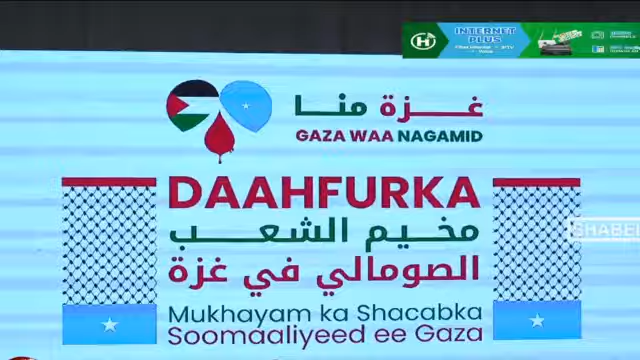 INTERNET
PLUS
غزة منا
GAZA WAA NAGAMID
DAAHFURKA
مخيم الشعب
الصومالي في غزة
Mukhayam ka Shacabka
Soomaaliyeed ee Gaza
SHABEL